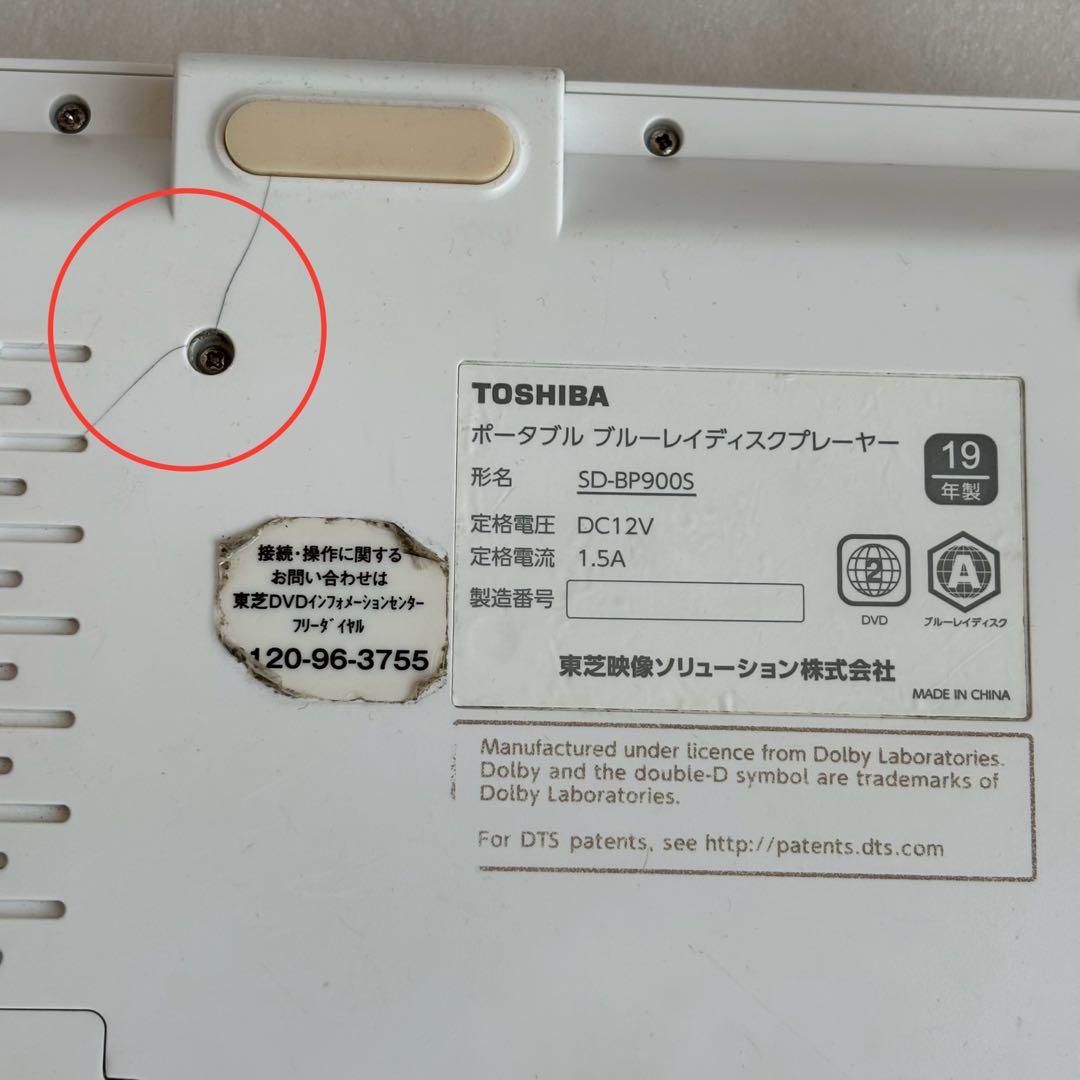 TOSHIBA
ポータブル ブルーレイディスクプレーヤー
19
年製
形名 SD-BP900S
定格電圧 DC12V
定格電流 1.5A
製造番号
2
DVD
A
ブルーレイディスク
東芝映像ソリューション株式会社
MADE IN CHINA
接続・操作に関する
お問い合わせは
東芝DVDインフォメーションセンター
フリーダイヤル
120-96-3755
Manufactured under licence from Dolby Laboratories.
Dolby and the double-D symbol are trademarks of
Dolby Laboratories.
For DTS patents, see http://patents.dts.com